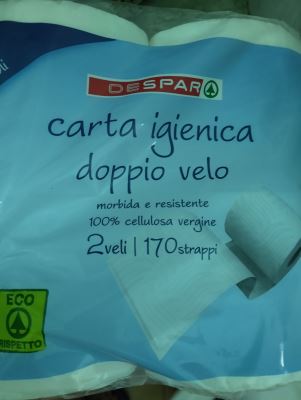 DESPAR
carta igienica
doppio velo
morbida e resistente
100% cellulosa vergine
2veli | 170strappi
ECO
RISPETTO